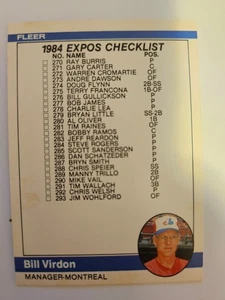 FLEER
1984 EXPOS CHECKLIST
NO. NAME POS.
270 RAY BURRIS P
271 GARY CARTER C
272 WARREN CROMARTIE OF
273 ANDRE DAWSON OF
274 DOUG FLYNN 2B-SS
275 TERRY FRANCONA 1B-OF
276 BILL GULLICKSON P
277 BOB JAMES P
278 CHARLIE LEA P
279 BRYAN LITTLE SS-2B
280 AL OLIVER 1B
281 TIM RAINES OF
282 BOBBY RAMOS C
283 JEFF REARDON P
284 STEVE ROGERS P
285 SCOTT SANDERSON P
286 DAN SCHATZEDER P
287 BRYN SMITH P
288 CHRIS SPEIER SS
289 MANNY TRILLO 2B
290 MIKE VAIL OF
291 TIM WALLACH 3B
292 CHRIS WELSH P
293 JIM WOHLFORD OF
Bill Virdon
MANAGER-MONTREAL